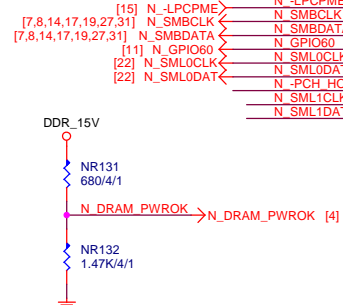 [15] N_-LPCPME N_-LPCPME
[7,8,14,17,19,27,31] N_SMBCLK N_SMBCLK
[7,8,14,17,19,27,31] N_SMBDATA N_SMBDATA
[11] N_GPIO60 N_GPIO60
[22] N_SML0CLK N_SML0CLK
[22] N_SML0DAT N_SML0DAT
N_-PCH_HO
N_SML1CLK
N_SML1DAT
DDR_15V
NR131
680/4/1
N_DRAM_PWROK N_DRAM_PWROK [4]
NR132
1.47K/4/1